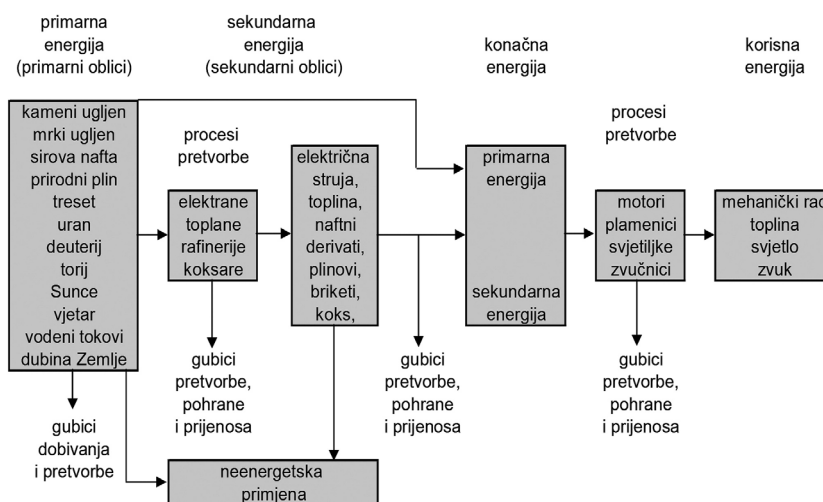 primarna
energija
(primarni oblici)
sekundarna
energija
(sekundarni oblici)
konačna
energija
korisna
energija
kameni ugljen
mrki ugljen
sirova nafta
prirodni plin
treset
uran
deuterij
torij
Sunce
vjetar
vodeni tokovi
dubina Zemlje
procesi
pretvorbe
elektrane
toplane
rafinerije
koksare
električna
struja,
toplina,
naftni
derivati,
plinovi,
briketi,
koks,
primarna
energija
sekundarna
energija
procesi
pretvorbe
motori
plamenici
svjetiljke
zvučnici
mehanički rad
toplina
svjetlo
zvuk
gubici
dobivanja
i pretvorbe
gubici
pretvorbe,
pohrane
i prijenosa
gubici
pretvorbe,
pohrane
i prijenosa
gubici
pretvorbe,
pohrane
i prijenosa
neenergetska
primjena